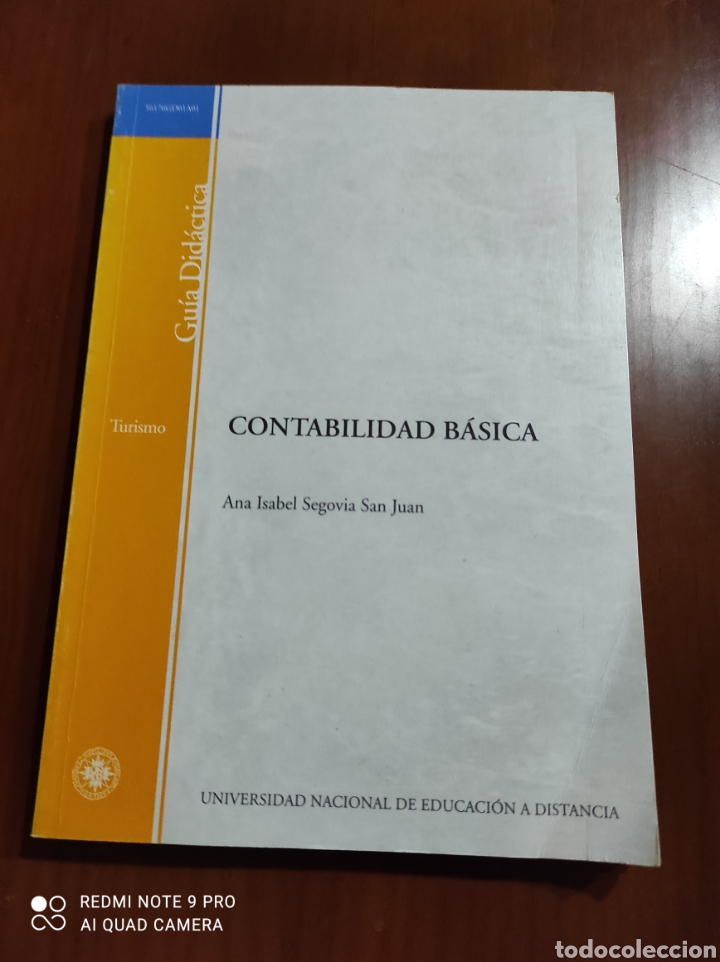 Guía Didáctica
Turismo
CONTABILIDAD BÁSICA
Ana Isabel Segovia San Juan
UNIVERSIDAD NACIONAL DE EDUCACIÓN A DISTANCIA
REDMI NOTE 9 PRO
AI QUAD CAMERA
todocoleccion